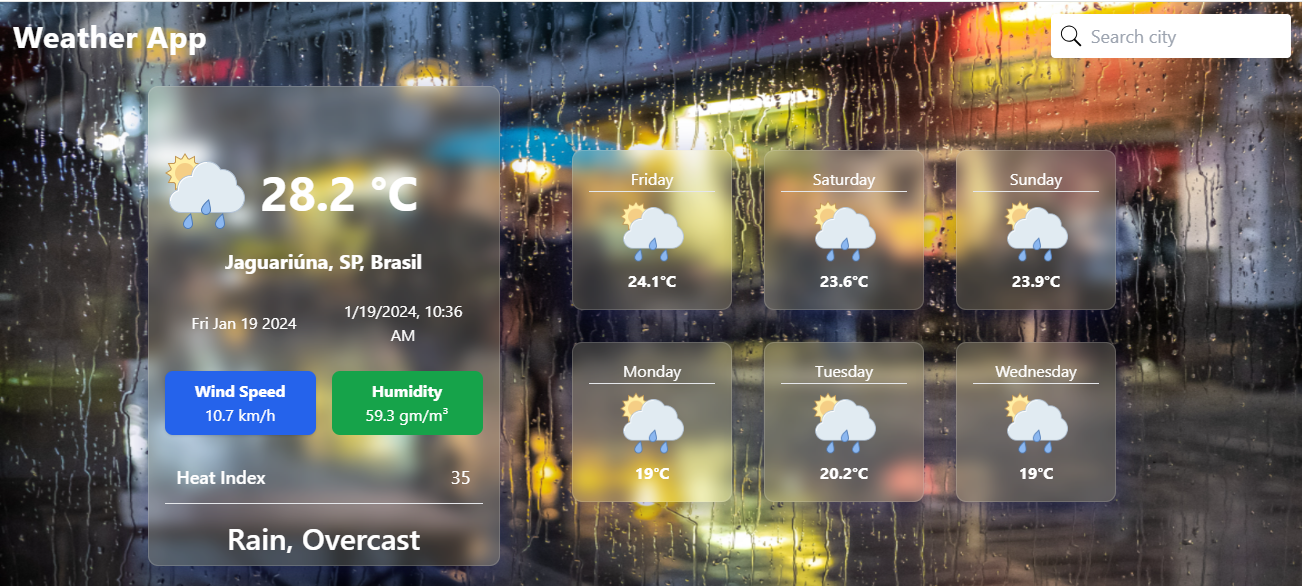 Weather App
Search city
28.2 °C
Jaguariúna, SP, Brasil
Fri Jan 19 2024
1/19/2024, 10:36
AM
Wind Speed
10.7 km/h
Humidity
59.3 gm/m³
Heat Index 35
Rain, Overcast
Friday
24.1°C
Saturday
23.6°C
Sunday
23.9°C
Monday
19°C
Tuesday
20.2°C
Wednesday
19°C